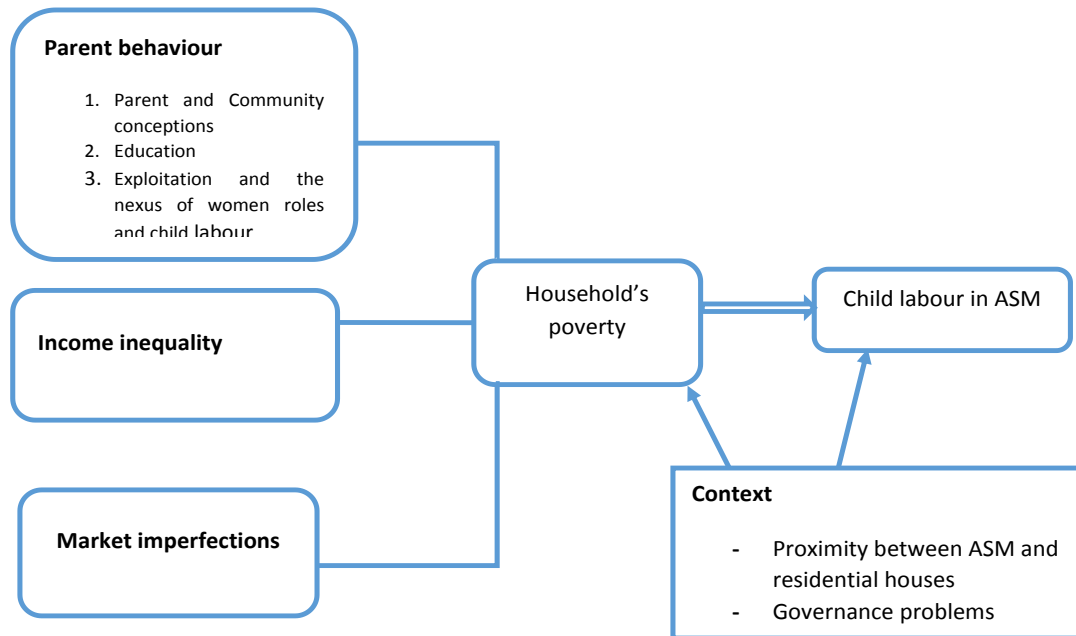 Parent behaviour
1. Parent and Community
conceptions
2. Education
3. Exploitation and the
nexus of women roles
and child labour
Income inequality
Market imperfections
Household’s
poverty
Child labour in ASM
Context
- Proximity between ASM and
residential houses
- Governance problems